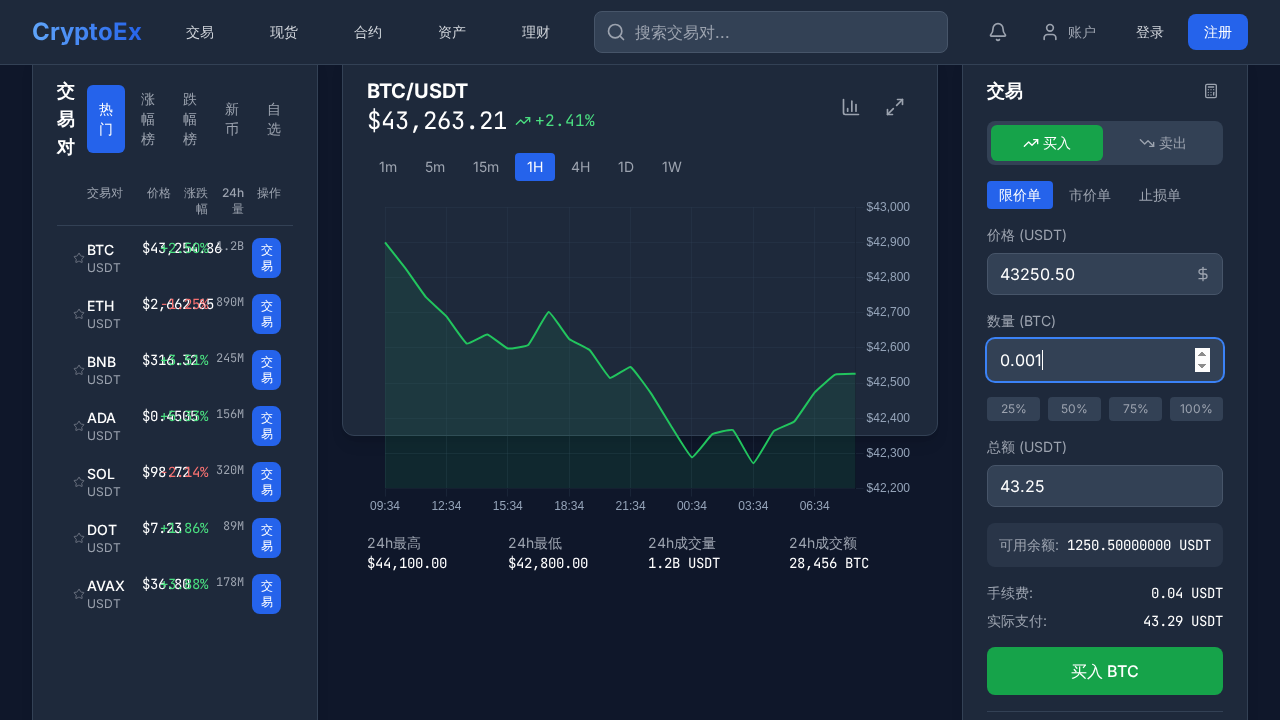 CryptoEx
交易
现货
合约
资产
理财
搜索交易对...
账户
登录
注册
交易对
热门
涨幅榜
跌幅榜
新币
自选
交易对 价格 涨跌幅 24h量 操作
BTC USDT $43,254.86 +2.50% 1.2B 交易
ETH USDT $2,662.65 890M 交易
BNB USDT 245M 交易
ADA USDT $0.4505 156M 交易
SOL USDT $98.72 -2.14% 320M 交易
DOT USDT $7.23 +1.86% 89M 交易
AVAX USDT $36.80 +3.88% 178M 交易
BTC/USDT
$43,263.21 +2.41%
1m 5m 15m 1H 4H 1D 1W
$43,000
$42,900
$42,800
$42,700
$42,600
$42,500
$42,400
$42,300
$42,200
09:34 12:34 15:34 18:34 21:34 00:34 03:34 06:34
24h最高
$44,100.00
24h最低
$42,800.00
24h成交量
1.2B USDT
24h成交额
28,456 BTC
交易
买入 卖出
限价单 市价单 止损单
价格 (USDT)
43250.50
数量 (BTC)
0.001
25% 50% 75% 100%
总额 (USDT)
43.25
可用余额: 1250.50000000 USDT
手续费: 0.04 USDT
实际支付: 43.29 USDT
买入 BTC